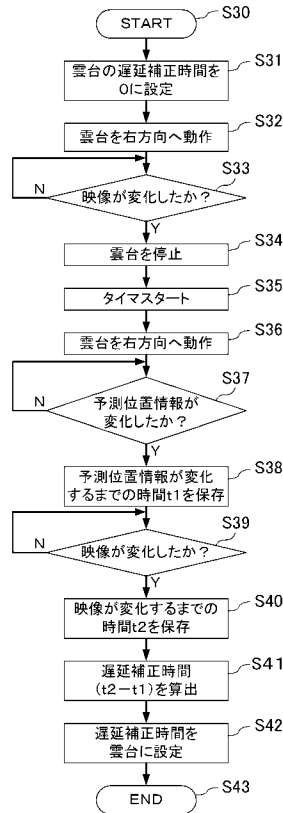 START
S30
雲台の遅延補正時間を
0に設定
S31
雲台を右方向へ動作
S32
映像が変化したか？
S33
N
Y
雲台を停止
S34
タイマスタート
S35
雲台を右方向へ動作
S36
予測位置情報が
変化したか？
S37
N
Y
予測位置情報が変化
するまでの時間t1を保存
S38
映像が変化したか？
S39
N
Y
映像が変化するまでの
時間t2を保存
S40
遅延補正時間
(t2−t1)を算出
S41
遅延補正時間を
雲台に設定
S42
END
S43